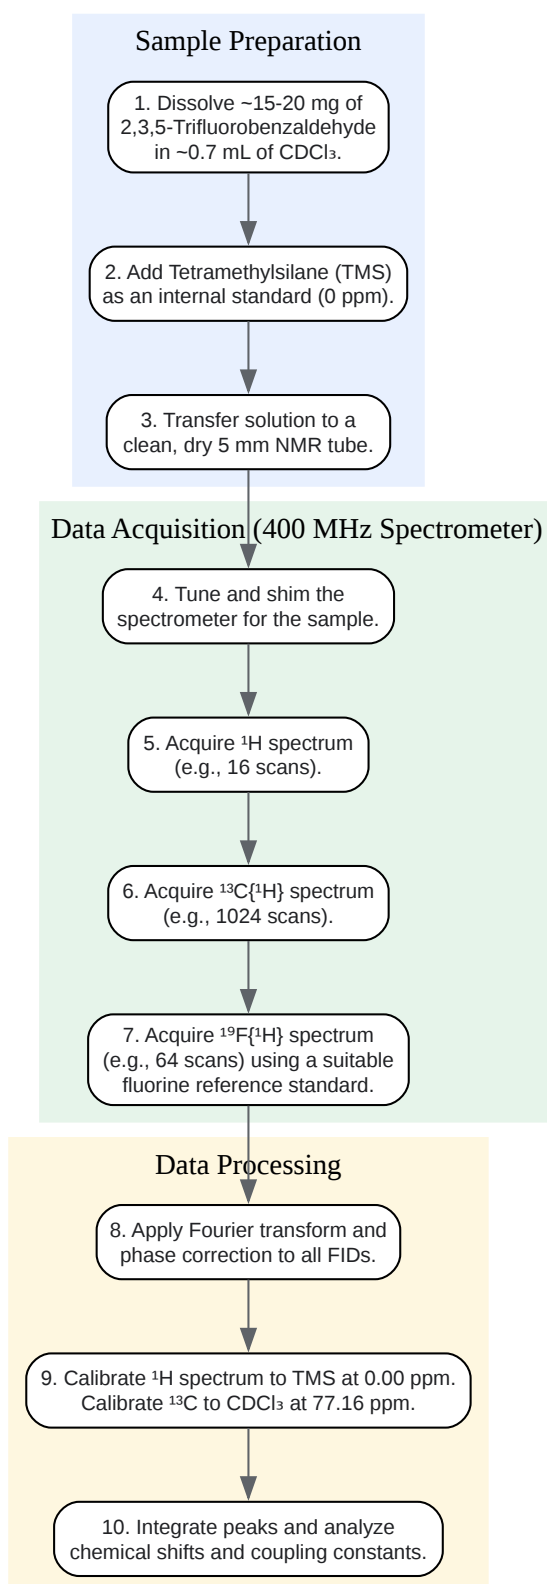 Sample Preparation
1. Dissolve ~15-20 mg of
2,3,5-Trifluorobenzaldehyde
in ~0.7 mL of CDCl₃.
2. Add Tetramethylsilane (TMS)
as an internal standard (0 ppm).
3. Transfer solution to a
clean, dry 5 mm NMR tube.
Data Acquisition (400 MHz Spectrometer)
4. Tune and shim the
spectrometer for the sample.
5. Acquire ¹H spectrum
(e.g., 16 scans).
6. Acquire ¹³C{¹H} spectrum
(e.g., 1024 scans).
7. Acquire ¹⁹F{¹H} spectrum
(e.g., 64 scans) using a suitable
fluorine reference standard.
Data Processing
8. Apply Fourier transform and
phase correction to all FIDs.
9. Calibrate ¹H spectrum to TMS at 0.00 ppm.
Calibrate ¹³C to CDCl₃ at 77.16 ppm.
10. Integrate peaks and analyze
chemical shifts and coupling constants.